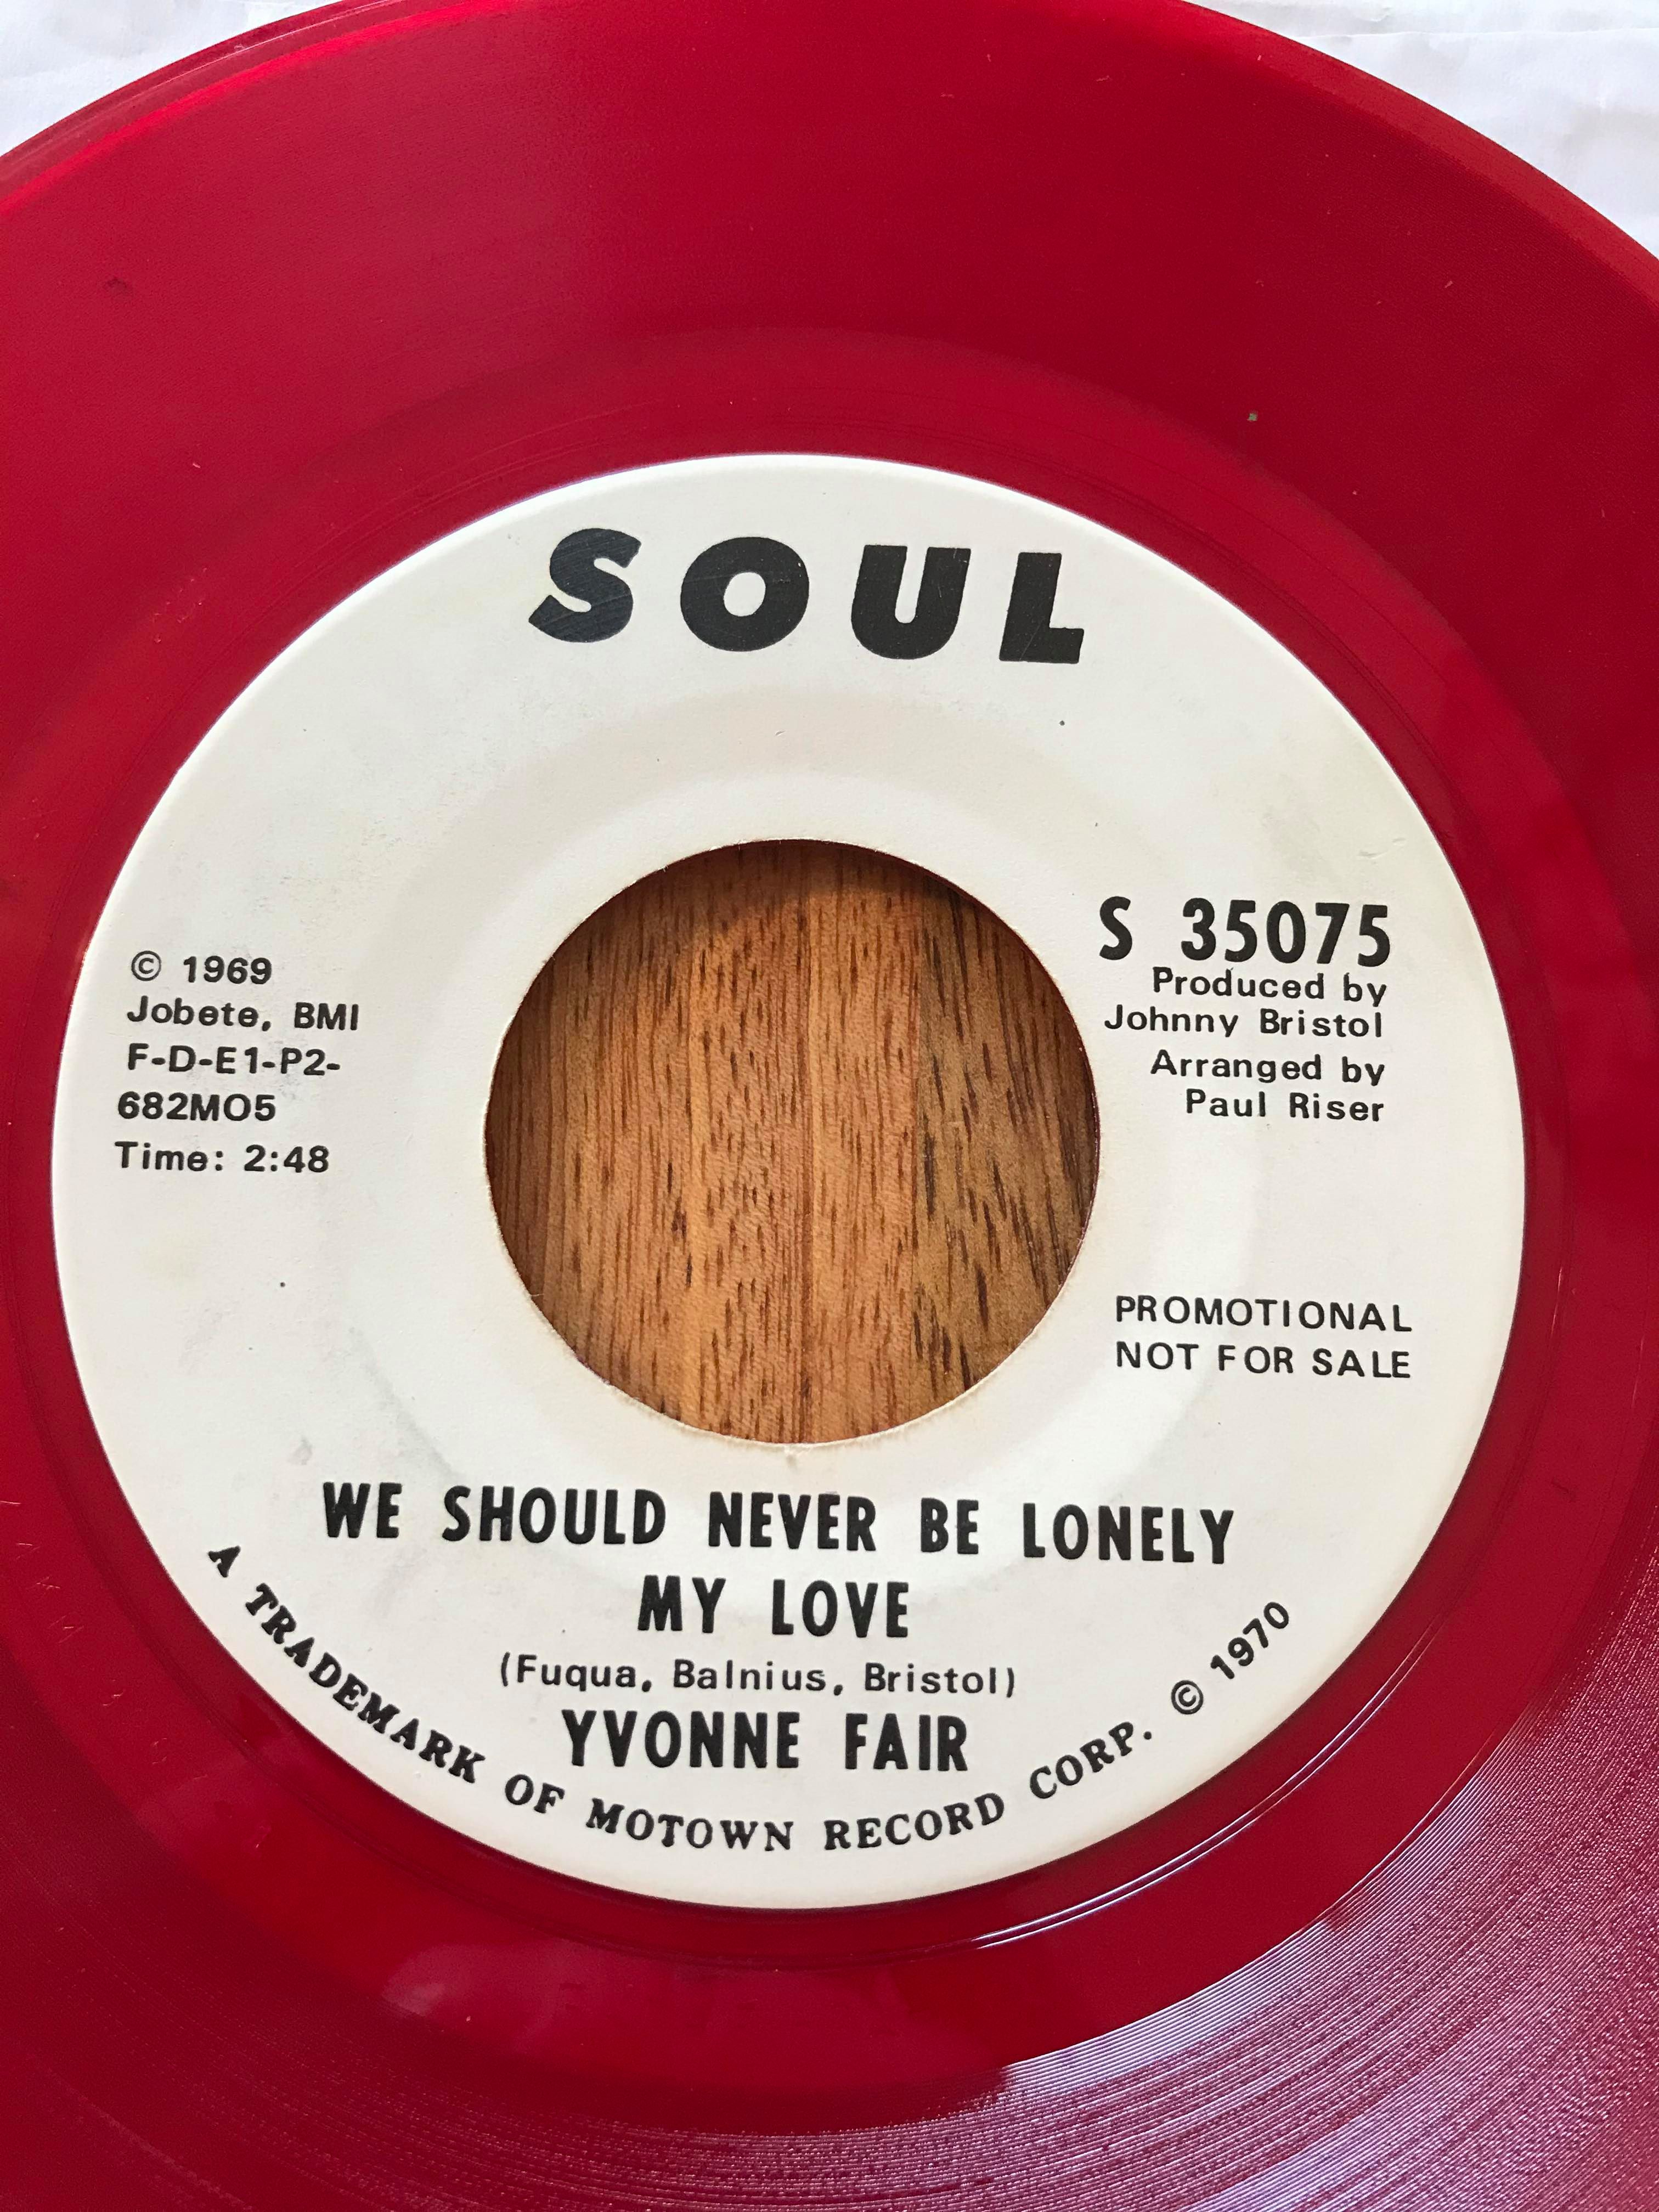 SOUL
© 1969
Jobete, BMI
F-D-E1-P2-
682MO5
Time: 2:48
S 35075
Produced by
Johnny Bristol
Arranged by
Paul Riser
PROMOTIONAL
NOT FOR SALE
WE SHOULD NEVER BE LONELY
MY LOVE
(Fuqua, Balnius, Bristol)
YVONNE FAIR
A TRADEMARK OF MOTOWN RECORD CORP. © 1970